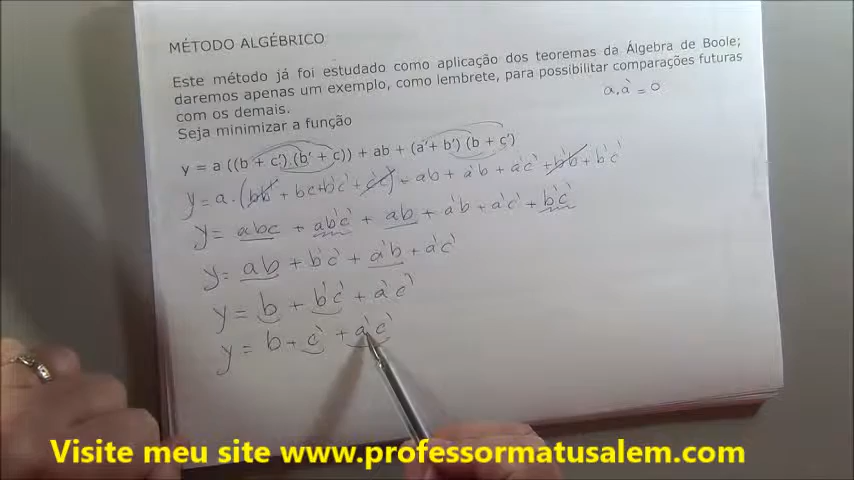 MÉTODO ALGÉBRICO
Este método já foi estudado como aplicação dos teoremas da Álgebra de Boole;
daremos apenas um exemplo, como lembrete, para possibilitar comparações futuras
com os demais.
a.a' = 0
Seja minimizar a função
y = a ((b + c').(b' + c)) + ab + (a' + b') (b + c')
y = a.(bb' + bc + b'c' + cc') + ab + a'b + a'c' + b'b + b'c'
y = abc + ab'c' + ab + a'b + a'c' + b'c'
y = ab + b'c' + a'b + a'c'
y = b + b'c' + a'c'
y = b + c' + a'c'
Visite meu site www.professormatusalem.com